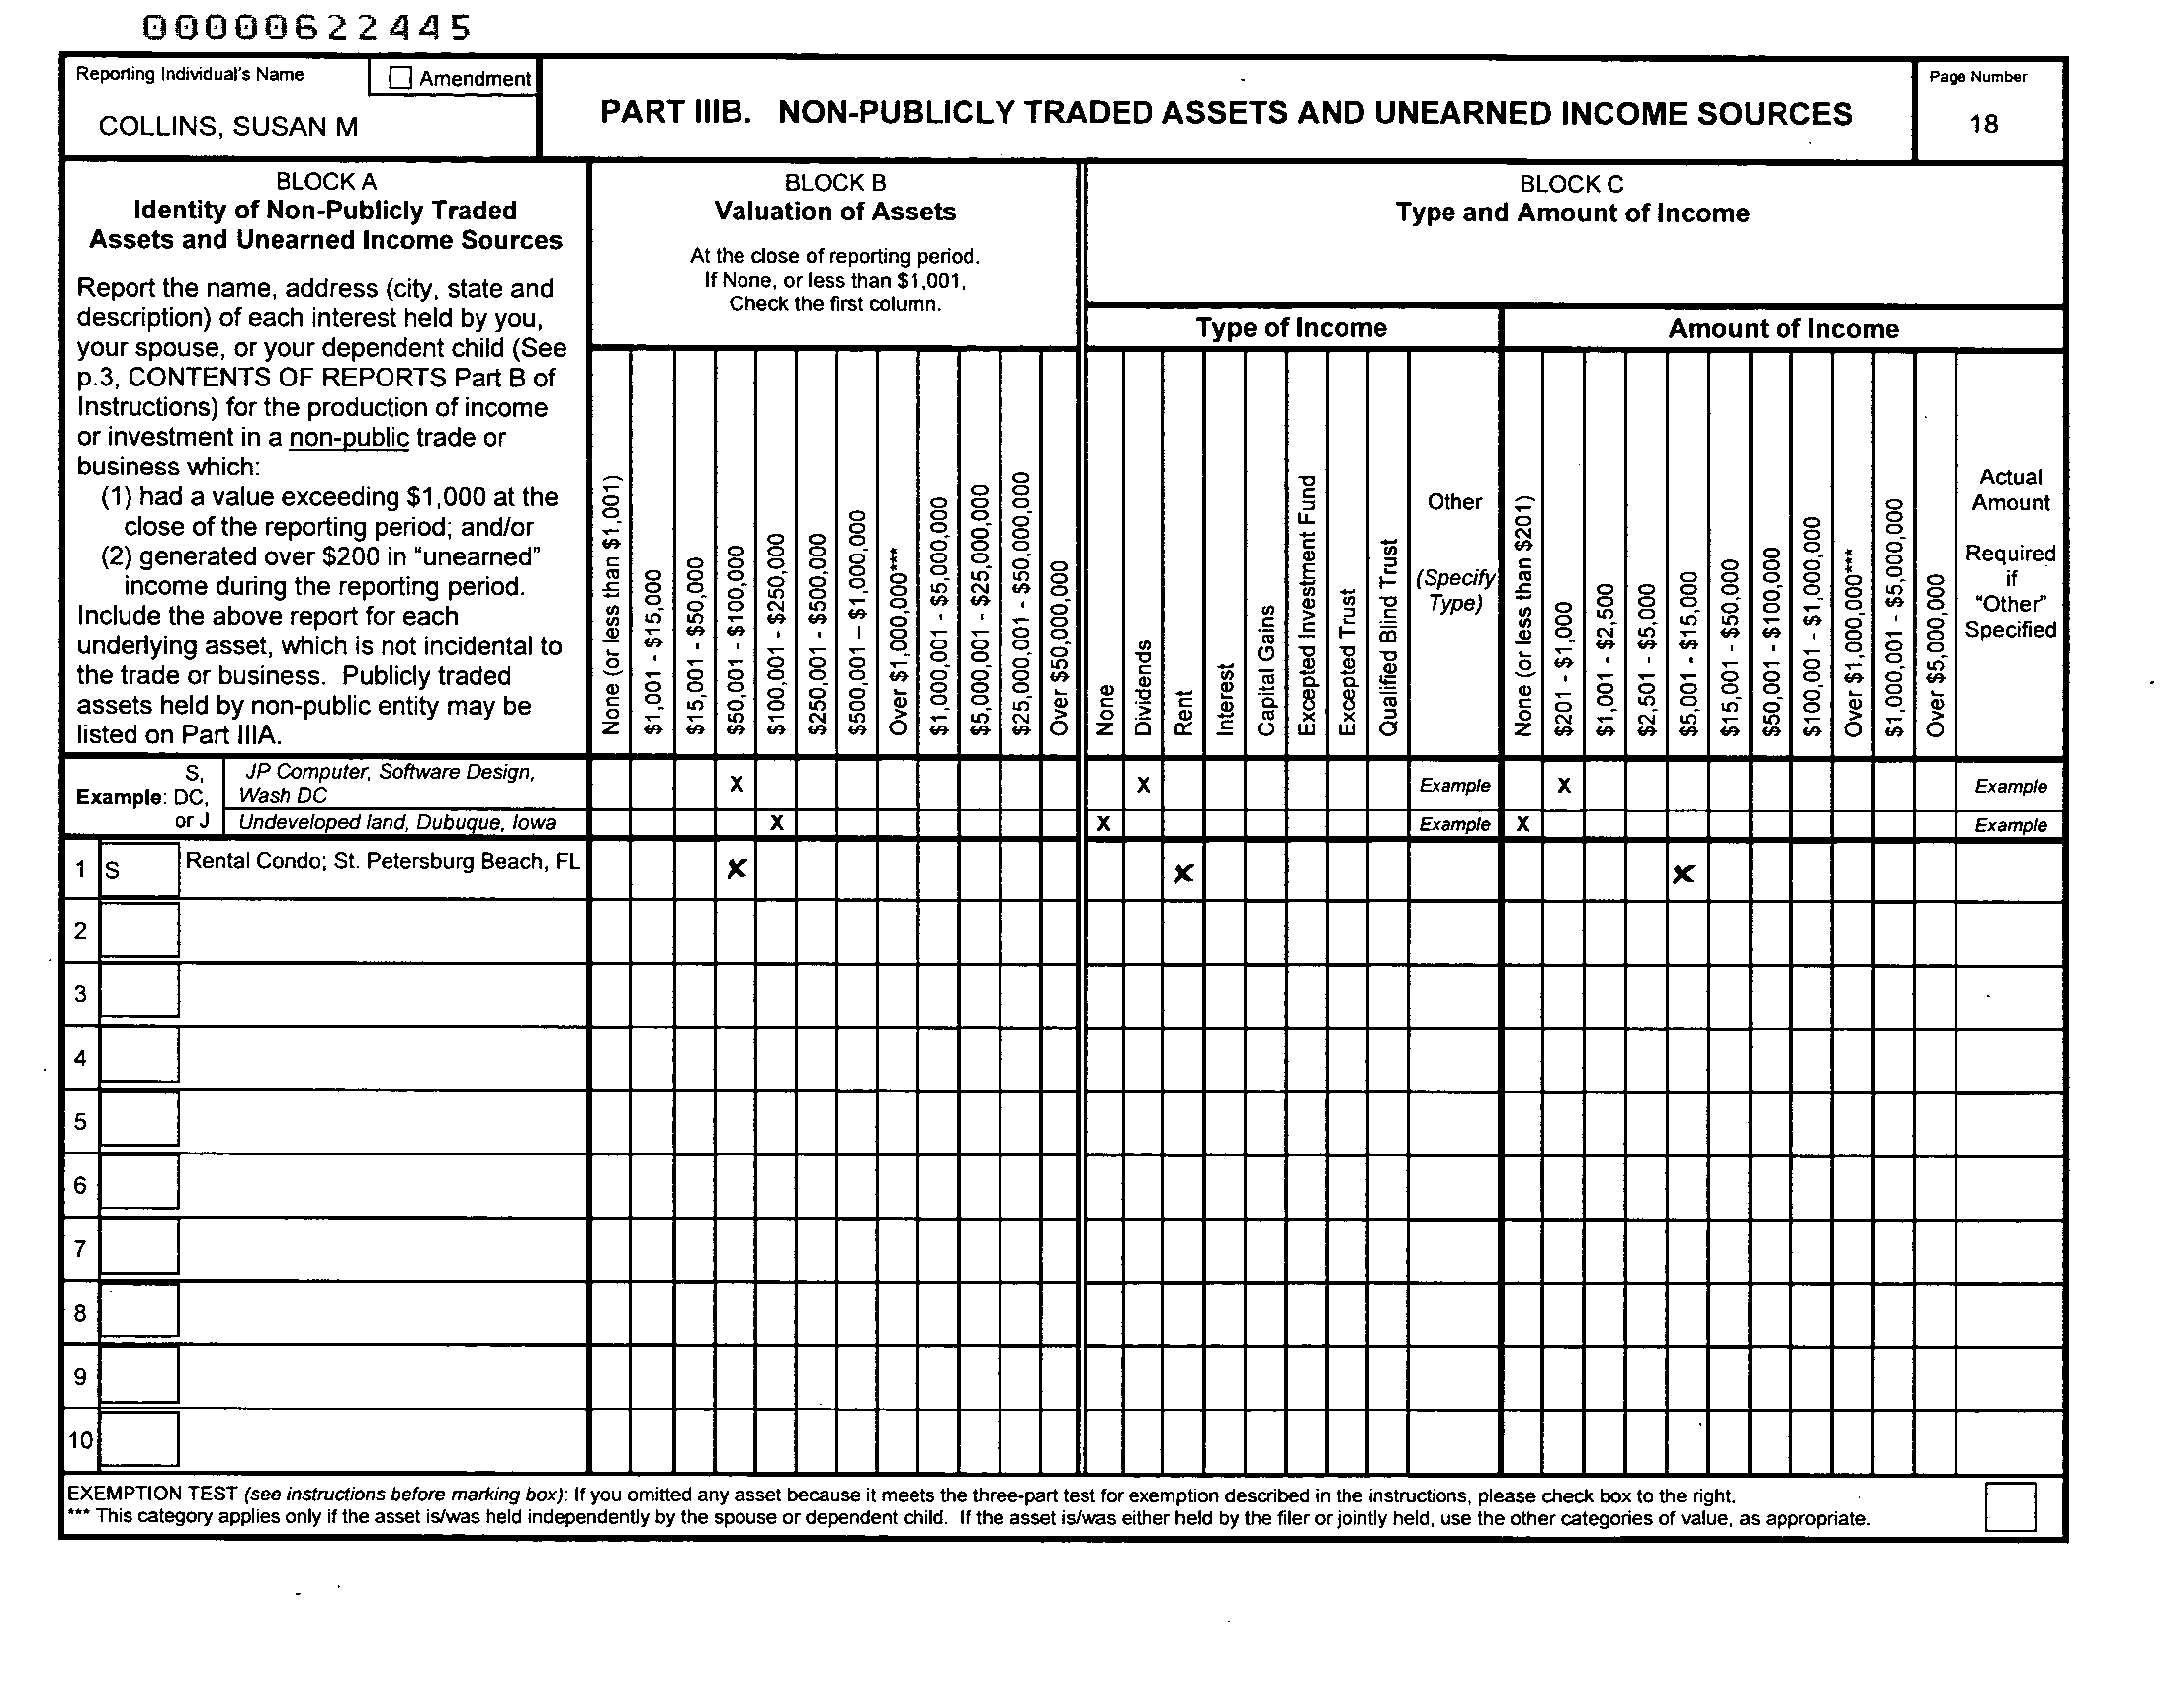 00000622445
Reporting Individual's Name
Amendment
COLLINS, SUSAN M
PART IIIB. NON-PUBLICLY TRADED ASSETS AND UNEARNED INCOME SOURCES
Page Number
18
BLOCK A
Identity of Non-Publicly Traded
Assets and Unearned Income Sources
Report the name, address (city, state and
description) of each interest held by you,
your spouse, or your dependent child (See
p.3, CONTENTS OF REPORTS Part B of
Instructions) for the production of income
or investment in a non-public trade or
business which:
(1) had a value exceeding $1,000 at the
close of the reporting period; and/or
(2) generated over $200 in "unearned"
income during the reporting period.
Include the above report for each
underlying asset, which is not incidental to
the trade or business. Publicly traded
assets held by non-public entity may be
listed on Part IIIA.
BLOCK B
Valuation of Assets
At the close of reporting period.
If None, or less than $1,001,
Check the first column.
None (or less than $1,001)
$1,001 - $15,000
$15,001 - $50,000
$50,001 - $100,000
$100,001 - $250,000
$250,001 - $500,000
$500,001 – $1,000,000
Over $1,000,000***
$1,000,001 - $5,000,000
$5,000,001 - $25,000,000
$25,000,001 - $50,000,000
Over $50,000,000
BLOCK C
Type and Amount of Income
Type of Income
None
Dividends
Rent
Interest
Capital Gains
Excepted Investment Fund
Excepted Trust
Qualified Blind Trust
Other
(Specify
Type)
Amount of Income
None (or less than $201)
$201 - $1,000
$1,001 - $2,500
$2,501 - $5,000
$5,001 - $15,000
$15,001 - $50,000
$50,001 - $100,000
$100,001 - $1,000,000
Over $1,000,000***
$1,000,001 - $5,000,000
Over $5,000,000
Actual
Amount
Required
if
"Other"
Specified
Example: S,
DC,
or J
JP Computer, Software Design,
Wash DC
X X Example X Example
Undeveloped land, Dubuque, Iowa X X Example X Example
1 S Rental Condo; St. Petersburg Beach, FL X X X
2
3
4
5
6
7
8
9
10
EXEMPTION TEST (see instructions before marking box): If you omitted any asset because it meets the three-part test for exemption described in the instructions, please check box to the right.
*** This category applies only if the asset is/was held independently by the spouse or dependent child. If the asset is/was either held by the filer or jointly held, use the other categories of value, as appropriate.